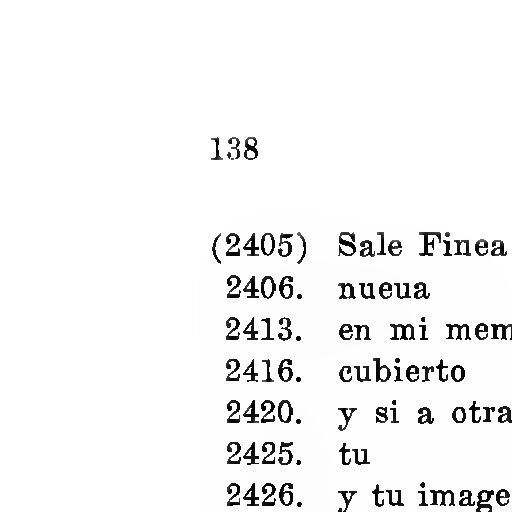 138
(2405) Sale Finea
2406. nueua
2413. en mi mem
2416. cubierto
2420. y si a otra
2425. tu
2426. y tu image